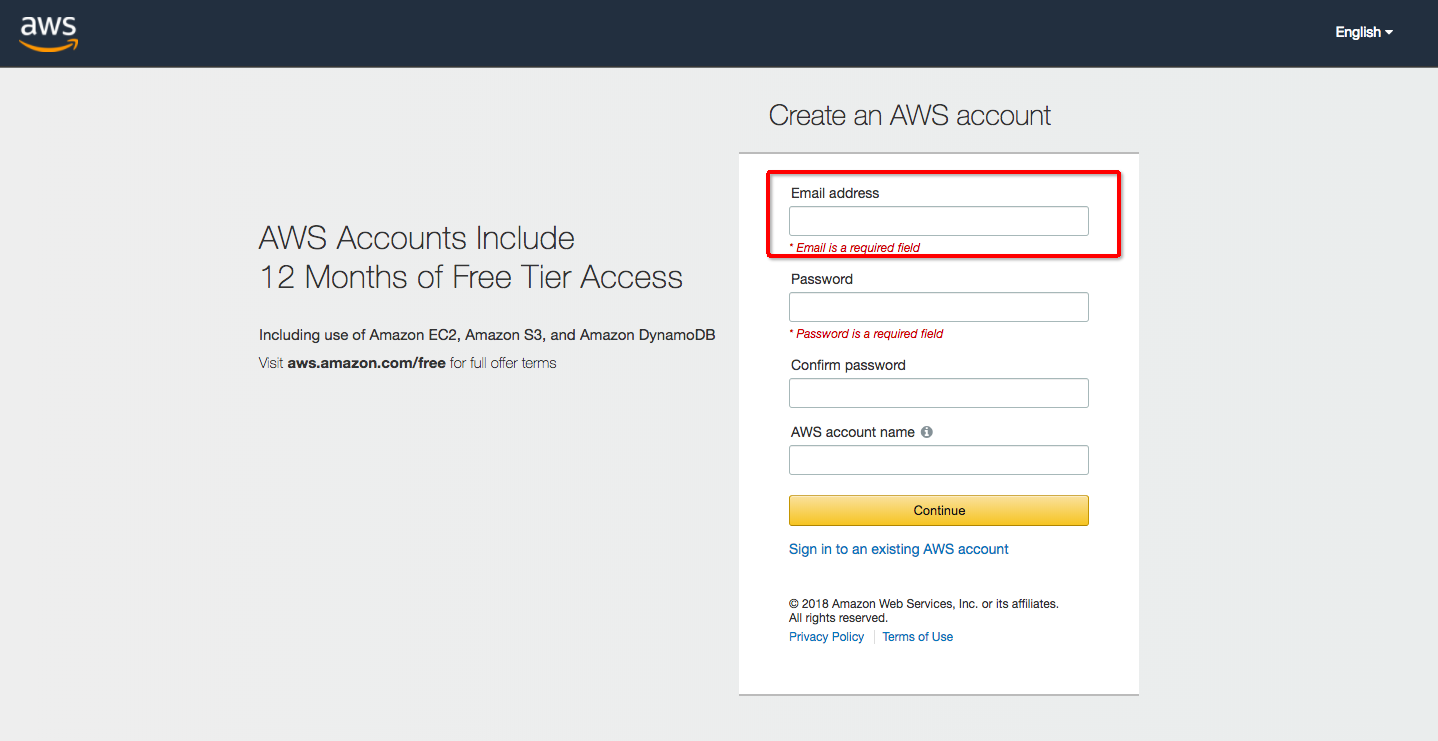 aws
English
Create an AWS account
AWS Accounts Include
12 Months of Free Tier Access
Including use of Amazon EC2, Amazon S3, and Amazon DynamoDB
Visit aws.amazon.com/free for full offer terms
Email address
* Email is a required field
Password
* Password is a required field
Confirm password
AWS account name
Continue
Sign in to an existing AWS account
© 2018 Amazon Web Services, Inc. or its affiliates.
All rights reserved.
Privacy Policy Terms of Use